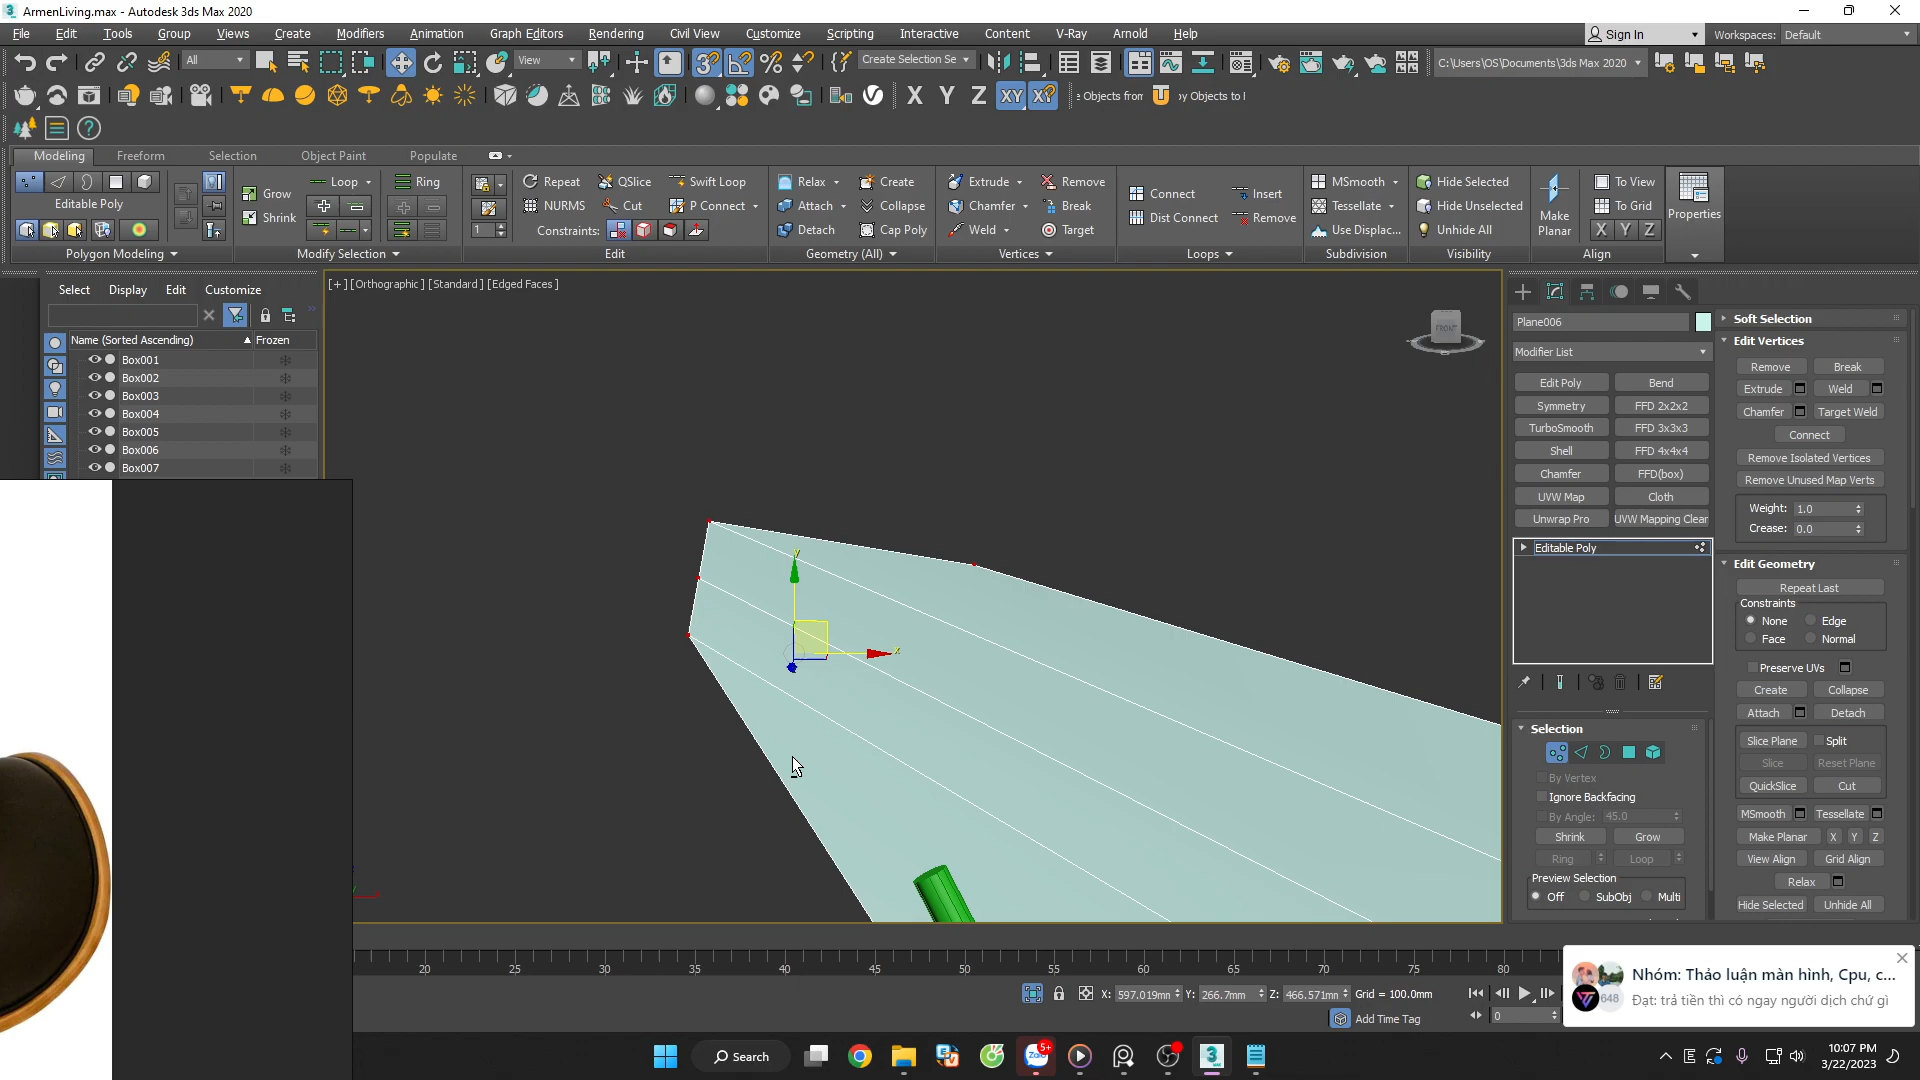 ArmenLiving.max - Autodesk 3ds Max 2020
File Edit Tools Group Views Create Modifiers Animation Graph Editors Rendering Civil View Customize Scripting Interactive Content V-Ray Arnold Help Sign In Workspaces: Default
All View Create Selection Se C:\Users\OS\Documents\3ds Max 2020
X Y Z XY XY e Objects from by Objects to l
Modeling Freeform Selection Object Paint Populate
Loop Ring Repeat QSlice Swift Loop Relax Create Extrude Remove MSmooth Hide Selected To View
Grow Connect Insert
Editable Poly NURMS Cut P Connect Attach Collapse Chamfer Break Tessellate Hide Unselected To Grid Properties
Shrink Dist Connect Remove Make
1 Constraints: Detach Cap Poly Weld Target Use Displac... Unhide All Planar X Y Z
Polygon Modeling Modify Selection Edit Geometry (All) Vertices Loops Subdivision Visibility Align
Select Display Edit Customize
[+] [Orthographic] [Standard] [Edged Faces]
FRONT
Name (Sorted Ascending) Frozen
Box001
Box002
Box003
Box004
Box005
Box006
Box007
y
x
Plane006
Modifier List
Edit Poly Bend
Symmetry FFD 2x2x2
TurboSmooth FFD 3x3x3
Shell FFD 4x4x4
Chamfer FFD(box)
UVW Map Cloth
Unwrap Pro UVW Mapping Clear
Editable Poly
Selection
By Vertex
Ignore Backfacing
By Angle: 45.0
Shrink Grow
Ring Loop
Preview Selection
Off SubObj Multi
Soft Selection
Edit Vertices
Remove Break
Extrude Weld
Chamfer Target Weld
Connect
Remove Isolated Vertices
Remove Unused Map Verts
Weight: 1.0
Crease: 0.0
Edit Geometry
Repeat Last
Constraints
None Edge
Face Normal
Preserve UVs
Create Collapse
Attach Detach
Slice Plane Split
Slice Reset Plane
QuickSlice Cut
MSmooth Tessellate
Make Planar X Y Z
View Align Grid Align
Relax
Hide Selected Unhide All
20 25 30 35 40 45 50 55 60 65 70 75 80
X: 597.019mm Y: 266.7mm Z: 466.571mm Grid = 100.0mm
Add Time Tag 0
Nhóm: Thảo luận màn hình, Cpu, c...
648 Đạt: trả tiền thì có ngay người dịch chứ gì
Search Zalo 5+ 3
10:07 PM
3/22/2023